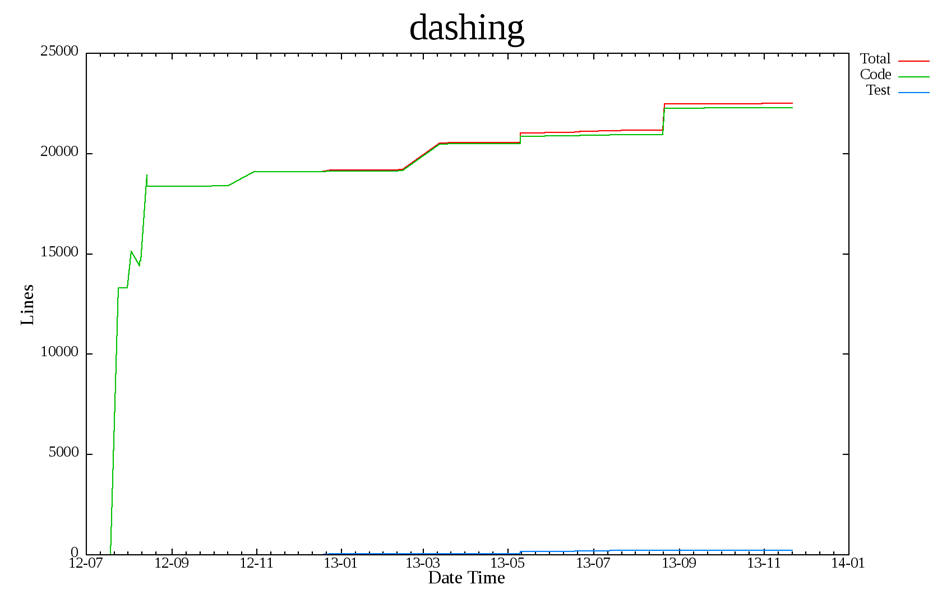 dashing
25000
20000
15000
10000
5000
0
Lines
12-07 12-09 12-11 13-01 13-03 13-05 13-07 13-09 13-11 14-01
Date Time
Total
Code
Test